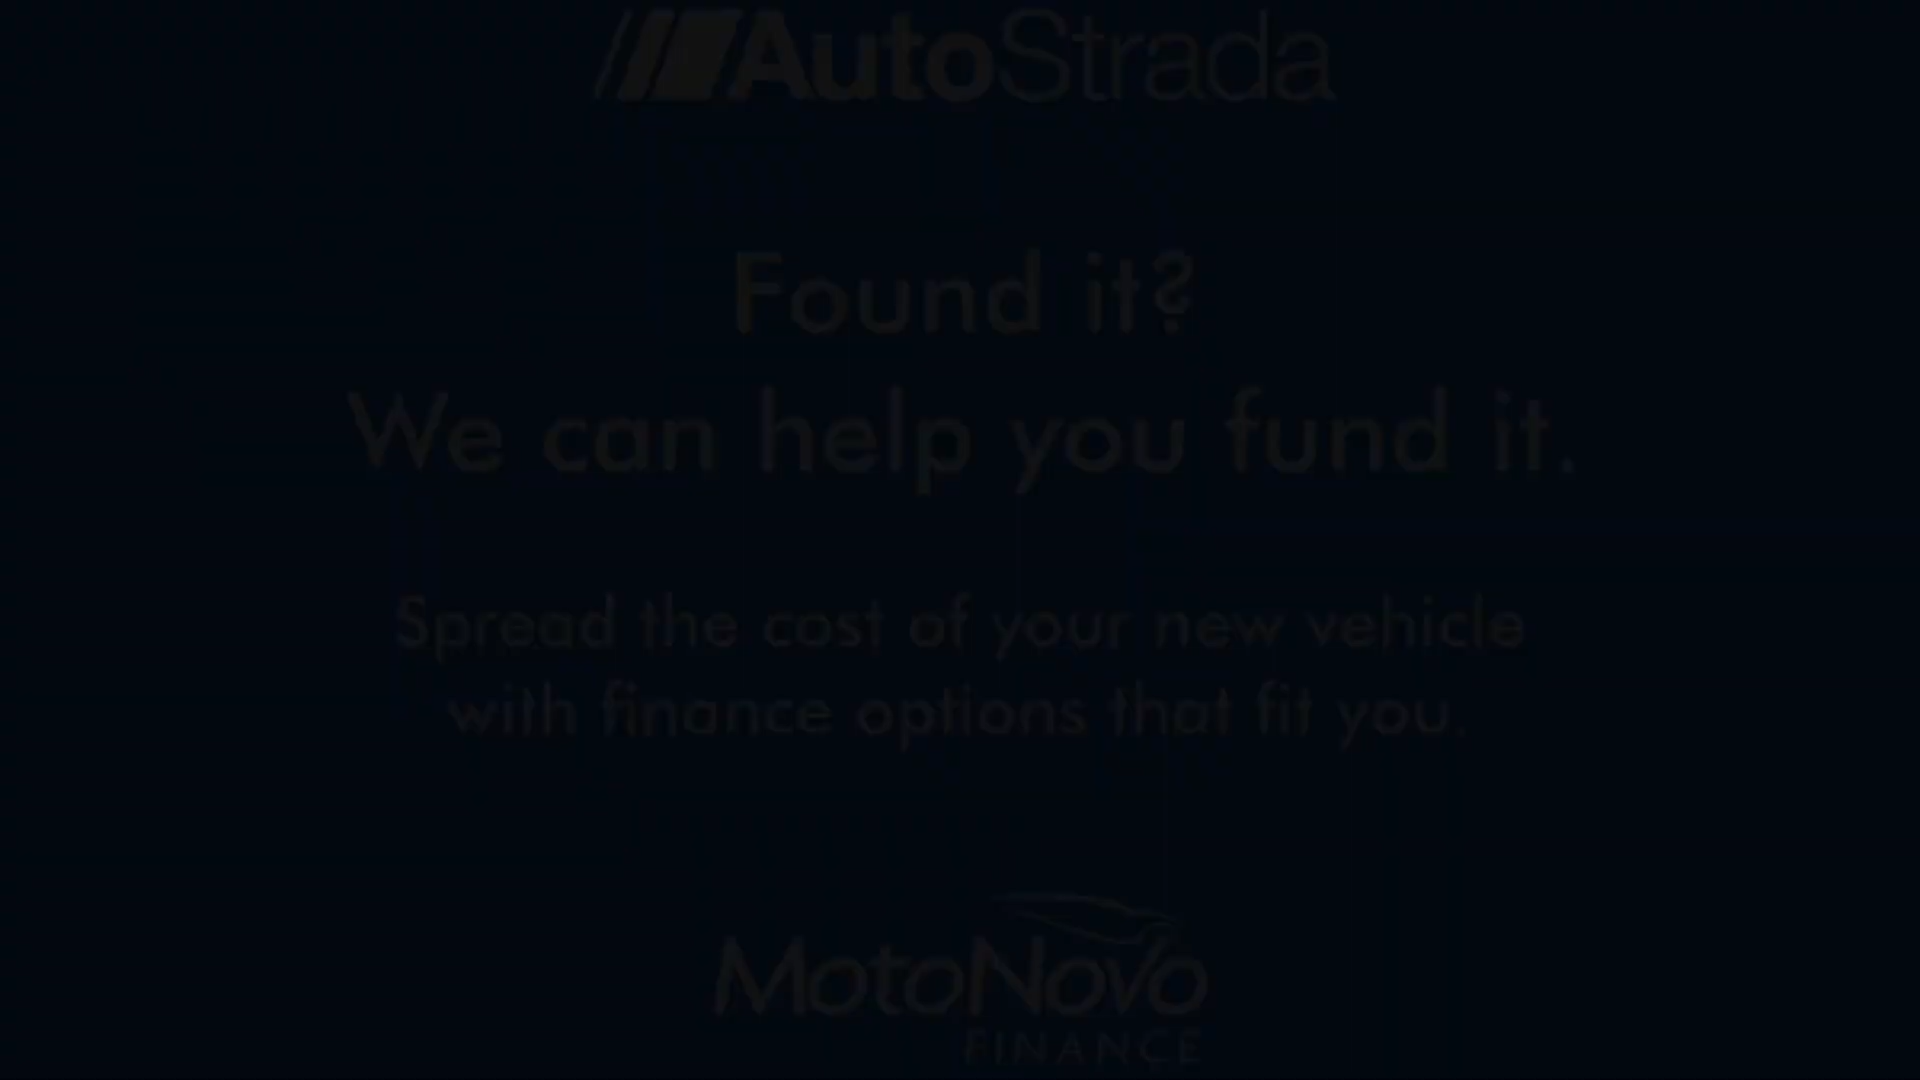 AutoStrada
Found it?
We can help you fund it.
Spread the cost of your new vehicle
with finance options that fit you.
MotoNovo
FINANCE